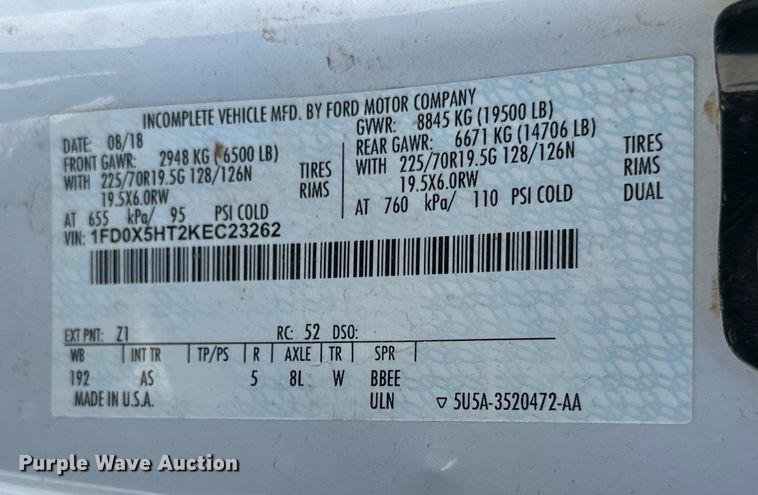 INCOMPLETE VEHICLE MFD. BY FORD MOTOR COMPANY
DATE: 08/18
GVWR: 8845 KG (19500 LB)
FRONT GAWR: 2948 KG (6500 LB)
WITH 225/70R19.5G 128/126N TIRES
19.5X6.0RW RIMS
AT 655 kPa/ 95 PSI COLD
REAR GAWR: 6671 KG (14706 LB)
WITH 225/70R19.5G 128/126N TIRES
19.5X6.0RW RIMS
AT 760 kPa/ 110 PSI COLD DUAL
VIN: 1FD0X5HT2KEC23262
EXT PNT: Z1 RC: 52 DSO:
WB INT TR TP/PS R AXLE TR SPR
192 AS 5 8L W BBEE
MADE IN U.S.A. ULN ▽ 5U5A-3520472-AA
Purple Wave Auction